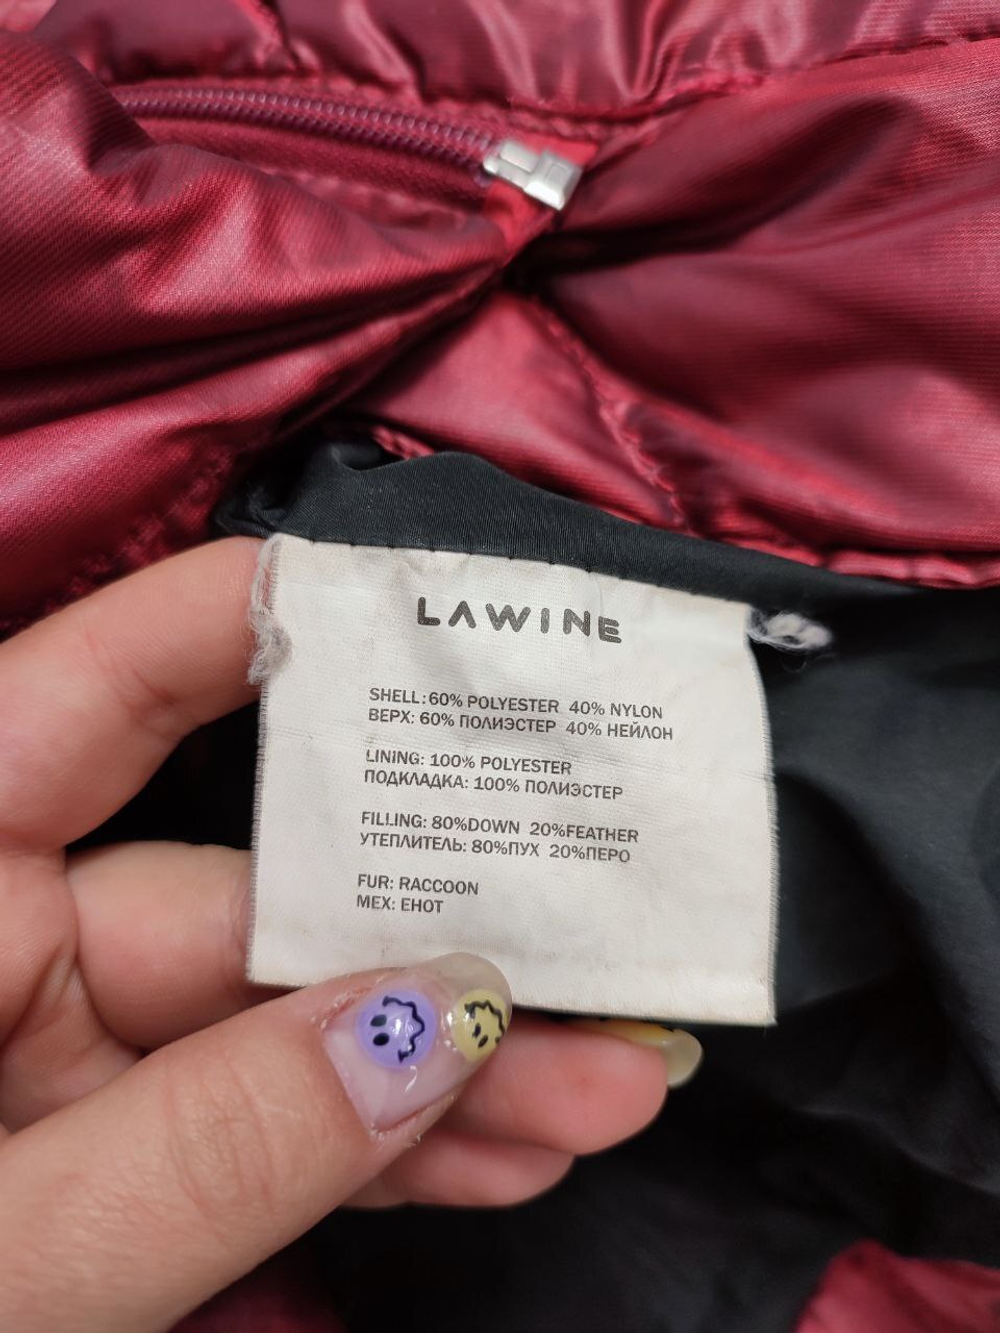 LAWINE
SHELL: 60% POLYESTER 40% NYLON
ВЕРХ: 60% ПОЛИЭСТЕР 40% НЕЙЛОН
LINING: 100% POLYESTER
ПОДКЛАДКА: 100% ПОЛИЭСТЕР
FILLING: 80%DOWN 20%FEATHER
УТЕПЛИТЕЛЬ: 80%ПУХ 20%ПЕРО
FUR: RACCOON
МЕХ: ЕНОТ